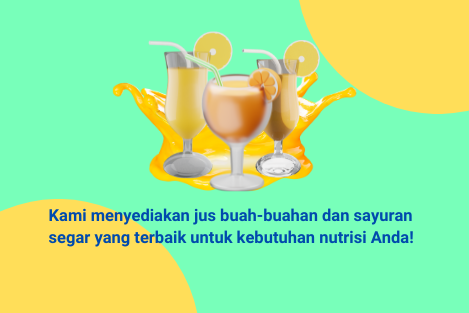 Kami menyediakan jus buah-buahan dan sayuran
segar yang terbaik untuk kebutuhan nutrisi Anda!